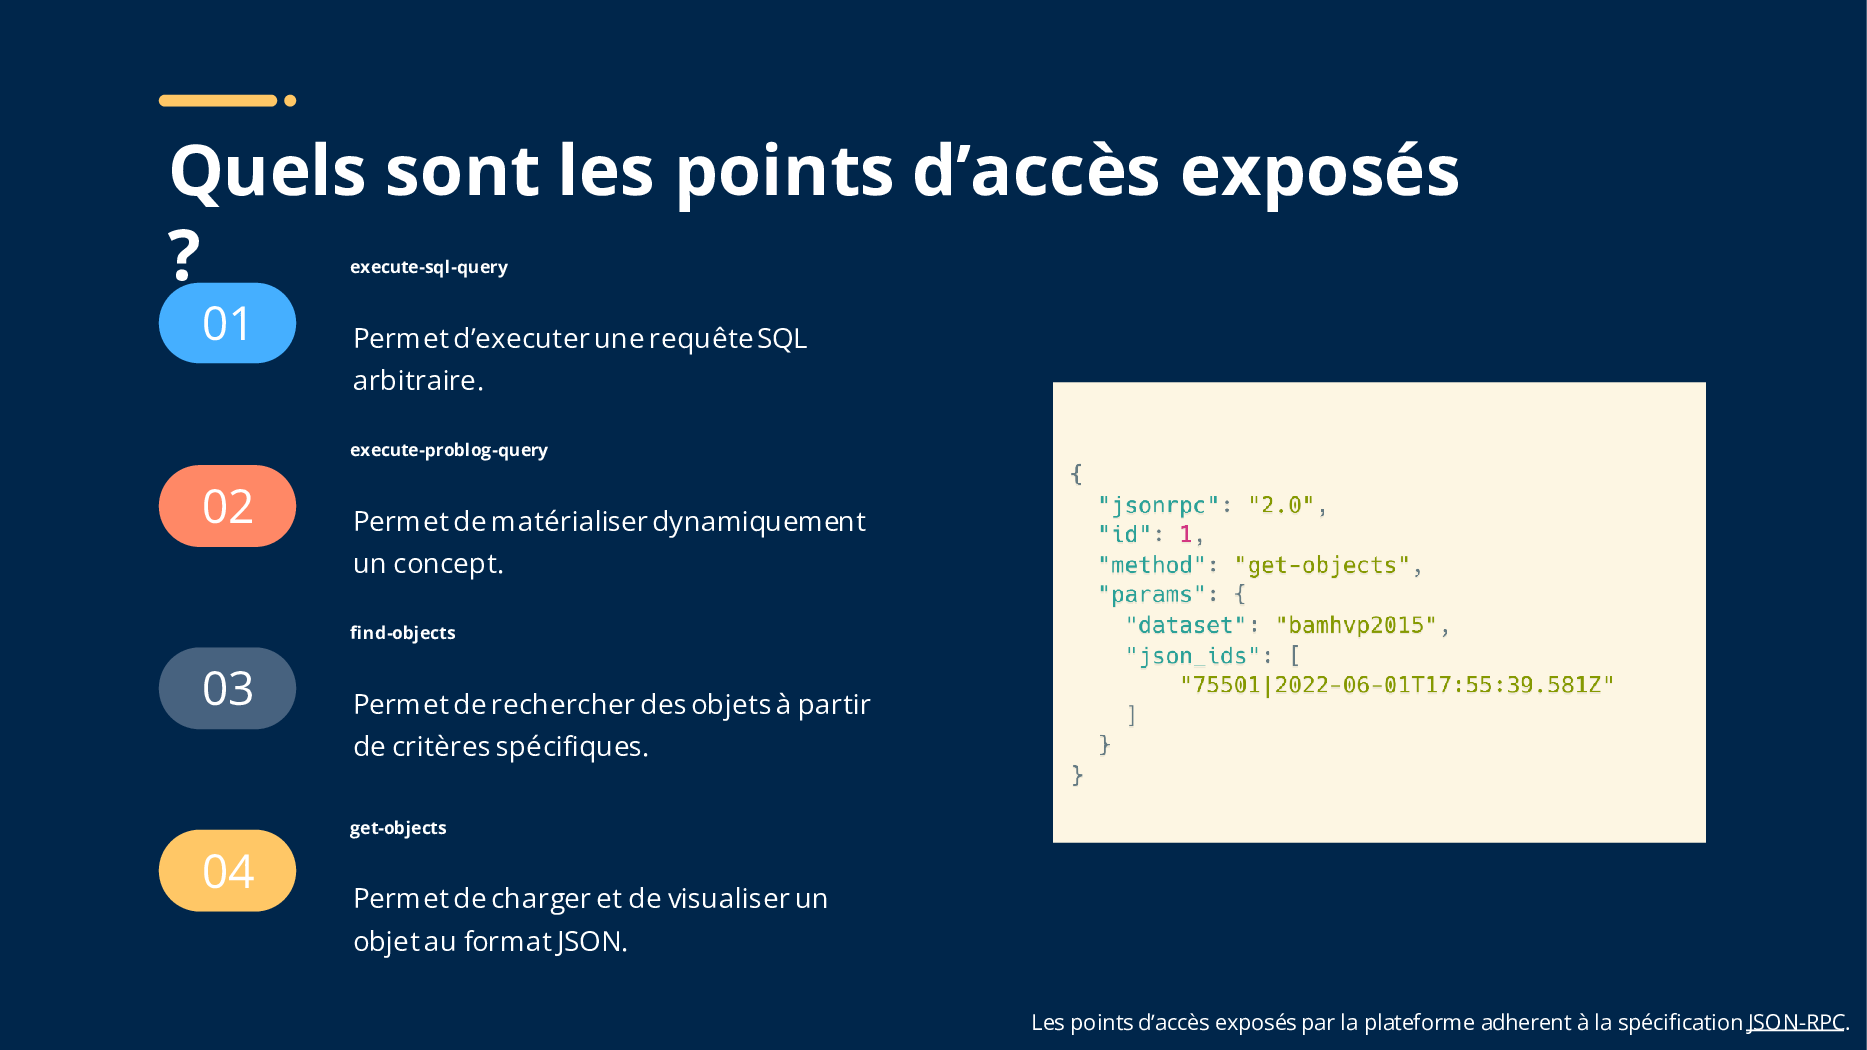 Quels sont les points d’accès exposés
?
01
execute-sql-query
Permet d’executer une requête SQL
arbitraire.
02
execute-problog-query
Permet de matérialiser dynamiquement
un concept.
03
find-objects
Permet de rechercher des objets à partir
de critères spécifiques.
04
get-objects
Permet de charger et de visualiser un
objet au format JSON.
{
  "jsonrpc": "2.0",
  "id": 1,
  "method": "get-objects",
  "params": {
    "dataset": "bamhvp2015",
    "json_ids": [
        "75501|2022-06-01T17:55:39.581Z"
    ]
  }
}
Les points d’accès exposés par la plateforme adherent à la spécification JSON-RPC.